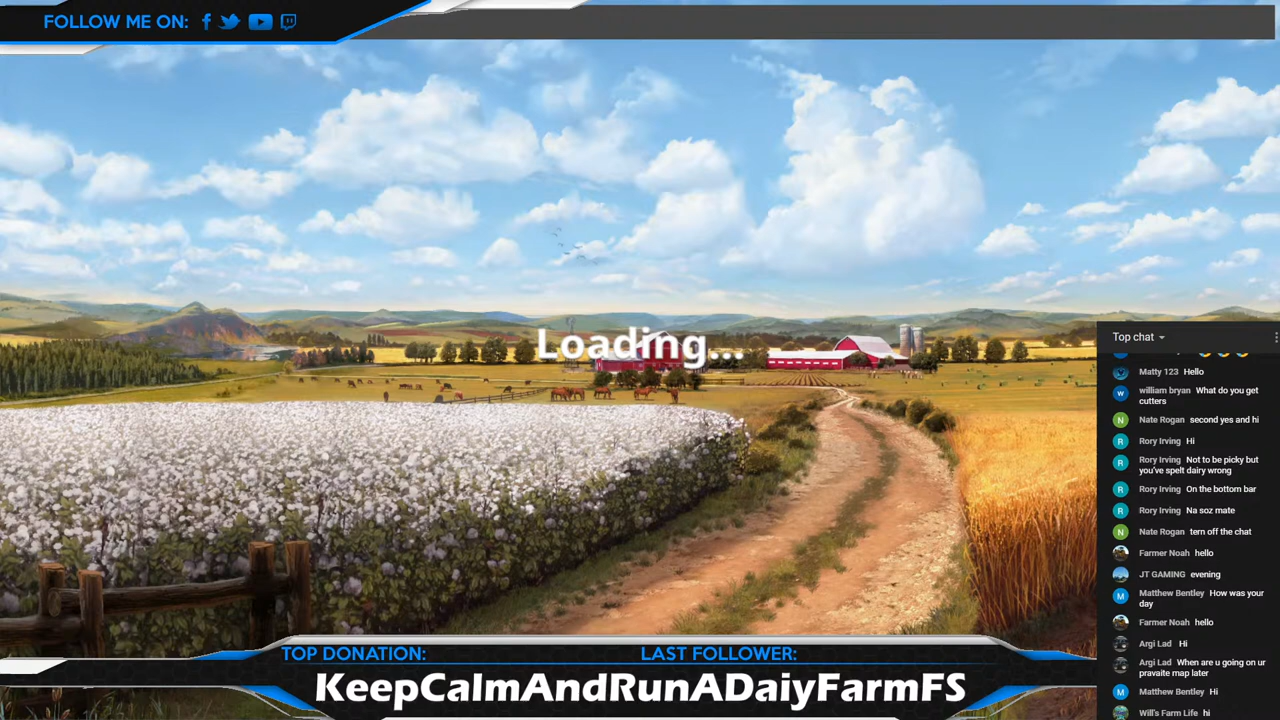 FOLLOW ME ON:
Loading...
Top chat
Matty 123 Hello
william bryan What do you get
cutters
Nate Rogan second yes and hi
Rory Irving Hi
Rory Irving Not to be picky but
you've spelt dairy wrong
Rory Irving On the bottom bar
Rory Irving Na soz mate
Nate Rogan tern off the chat
Farmer Noah hello
JT GAMING evening
Matthew Bentley How was your
day
Farmer Noah hello
Argi Lad Hi
Argi Lad When are u going on ur
pravaite map later
Matthew Bentley Hi
Will's Farm Life hi
TOP DONATION:
LAST FOLLOWER:
KeepCalmAndRunADaiyFarmFS